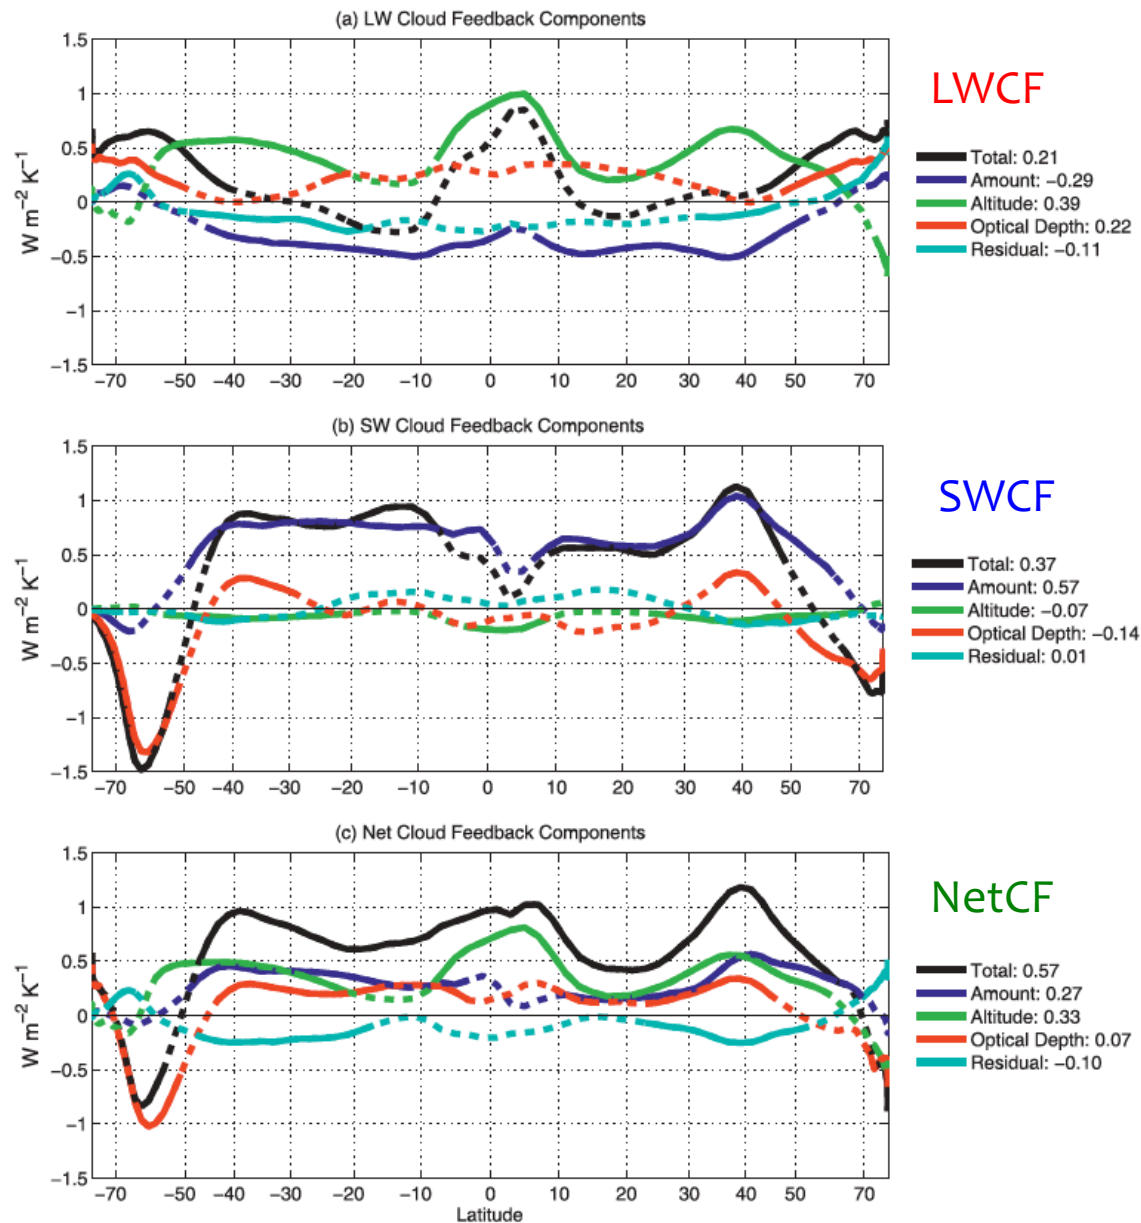 (a) LW Cloud Feedback Components
1.5
1
0.5
0
−0.5
−1
−1.5
W m⁻² K⁻¹
−70 −50 −40 −30 −20 −10 0 10 20 30 40 50 70
LWCF
Total: 0.21
Amount: −0.29
Altitude: 0.39
Optical Depth: 0.22
Residual: −0.11
(b) SW Cloud Feedback Components
1.5
1
0.5
0
−0.5
−1
−1.5
W m⁻² K⁻¹
−70 −50 −40 −30 −20 −10 0 10 20 30 40 50 70
SWCF
Total: 0.37
Amount: 0.57
Altitude: −0.07
Optical Depth: −0.14
Residual: 0.01
(c) Net Cloud Feedback Components
1.5
1
0.5
0
−0.5
−1
−1.5
W m⁻² K⁻¹
−70 −50 −40 −30 −20 −10 0 10 20 30 40 50 70
Latitude
NetCF
Total: 0.57
Amount: 0.27
Altitude: 0.33
Optical Depth: 0.07
Residual: −0.10